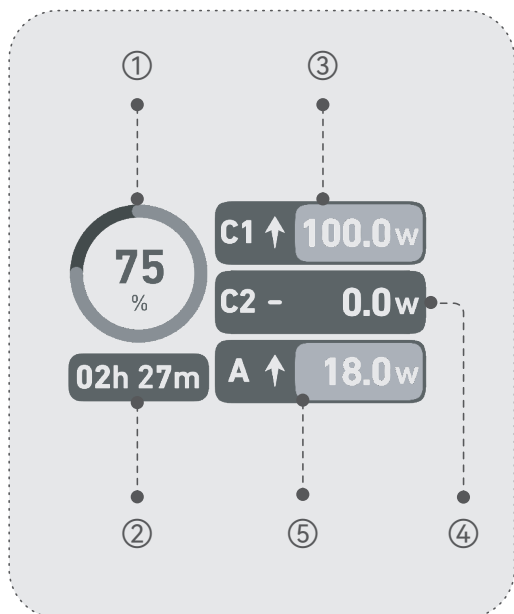 ① ③
75
%
02h 27m
C1 ↑ 100.0w
C2 - 0.0w
A ↑ 18.0w
② ⑤ ④